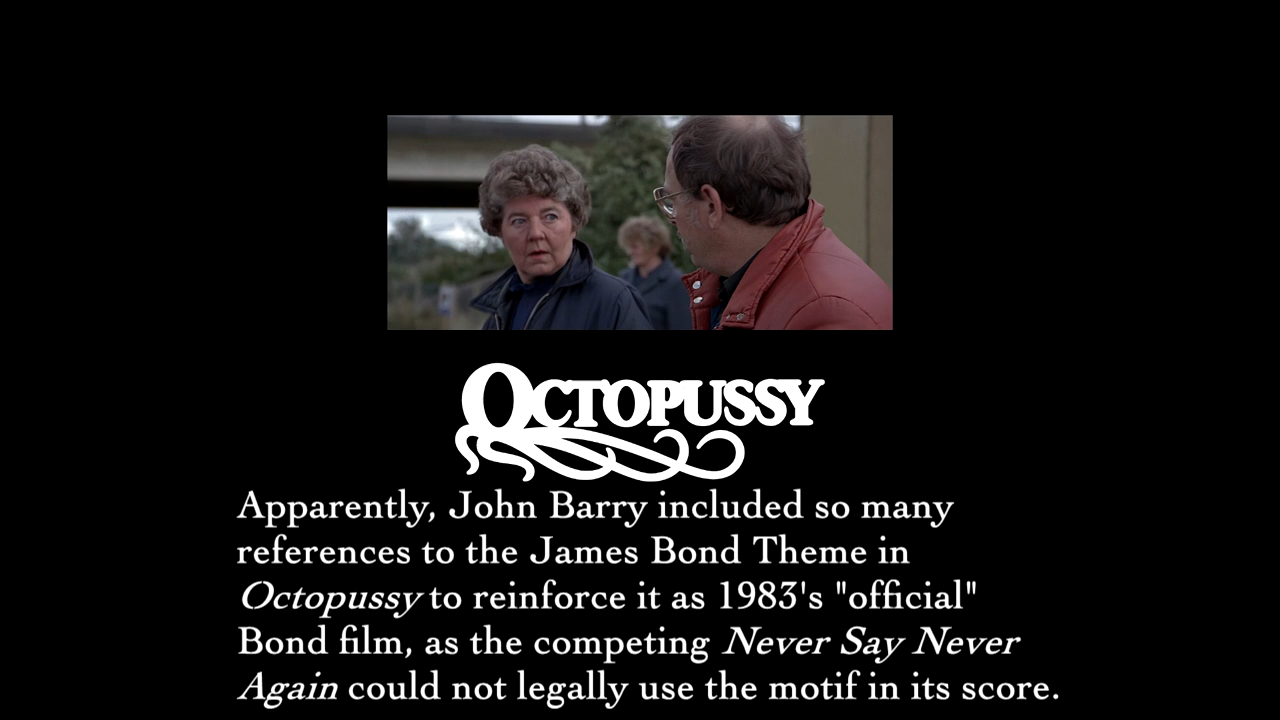 OCTOPUSSY
Apparently, John Barry included so many
references to the James Bond Theme in
Octopussy to reinforce it as 1983's "official"
Bond film, as the competing Never Say Never
Again could not legally use the motif in its score.